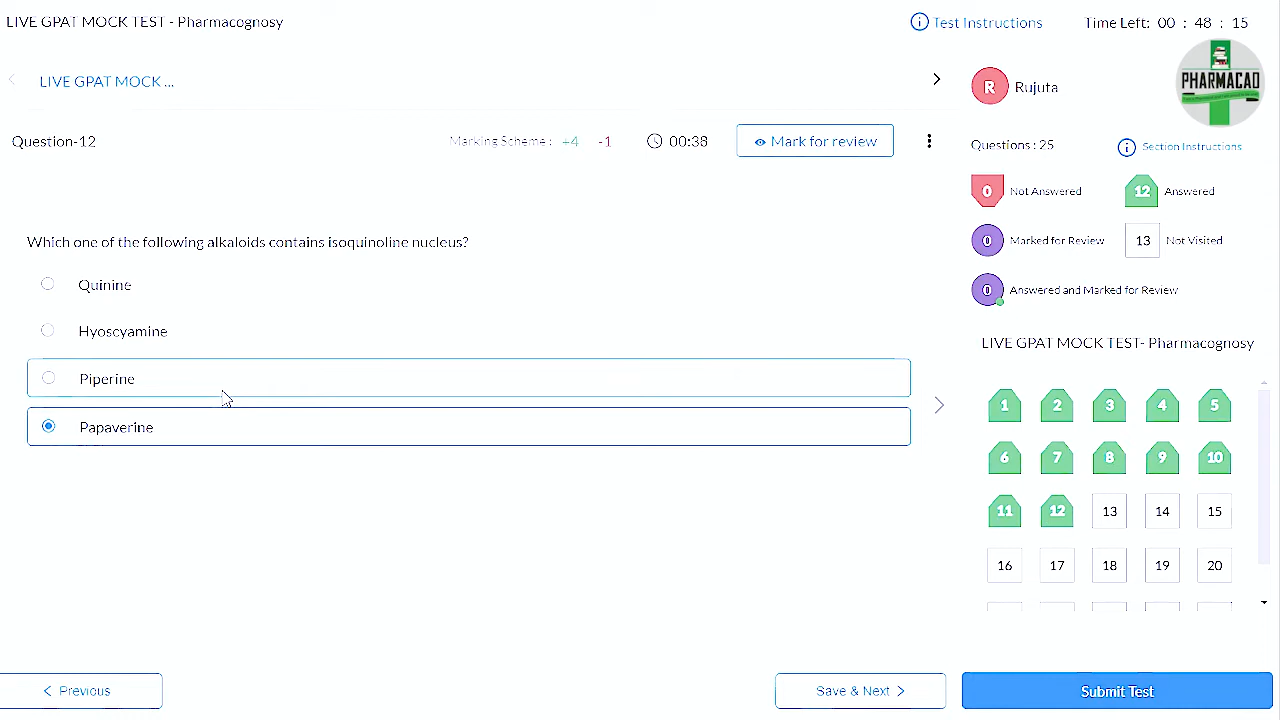 LIVE GPAT MOCK TEST - Pharmacognosy
Test Instructions
Time Left: 00 : 48 : 15
LIVE GPAT MOCK ...
R Rujuta
PHARMACAD
Question-12
Marking Scheme : +4 -1
00:38
Mark for review
Questions : 25
Section Instructions
0 Not Answered
12 Answered
0 Marked for Review
13 Not Visited
0 Answered and Marked for Review
Which one of the following alkaloids contains isoquinoline nucleus?
Quinine
Hyoscyamine
Piperine
Papaverine
LIVE GPAT MOCK TEST- Pharmacognosy
1 2 3 4 5
6 7 8 9 10
11 12 13 14 15
16 17 18 19 20
Previous
Save & Next
Submit Test